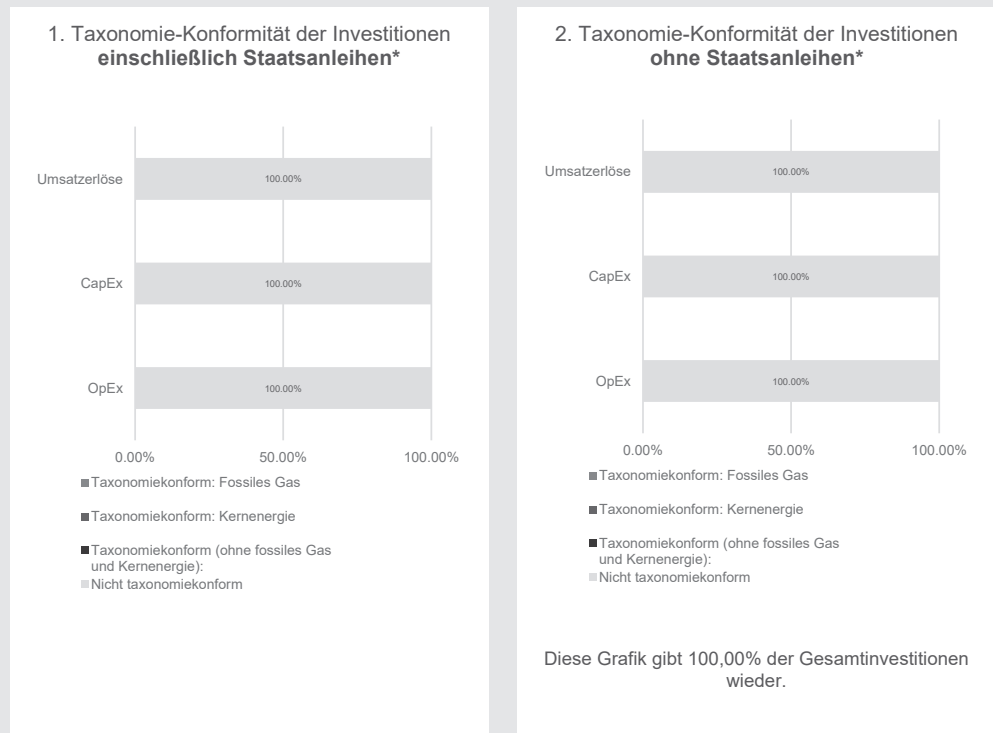 1. Taxonomie-Konformität der Investitionen
einschließlich Staatsanleihen*
Umsatzerlöse
100.00%
CapEx
100.00%
OpEx
100.00%
0.00%
50.00%
100.00%
Taxonomiekonform: Fossiles Gas
Taxonomiekonform: Kernenergie
Taxonomiekonform (ohne fossiles Gas
und Kernenergie):
Nicht taxonomiekonform
2. Taxonomie-Konformität der Investitionen
ohne Staatsanleihen*
Umsatzerlöse
100.00%
CapEx
100.00%
OpEx
100.00%
0.00%
50.00%
100.00%
Taxonomiekonform: Fossiles Gas
Taxonomiekonform: Kernenergie
Taxonomiekonform (ohne fossiles Gas
und Kernenergie):
Nicht taxonomiekonform
Diese Grafik gibt 100,00% der Gesamtinvestitionen
wieder.